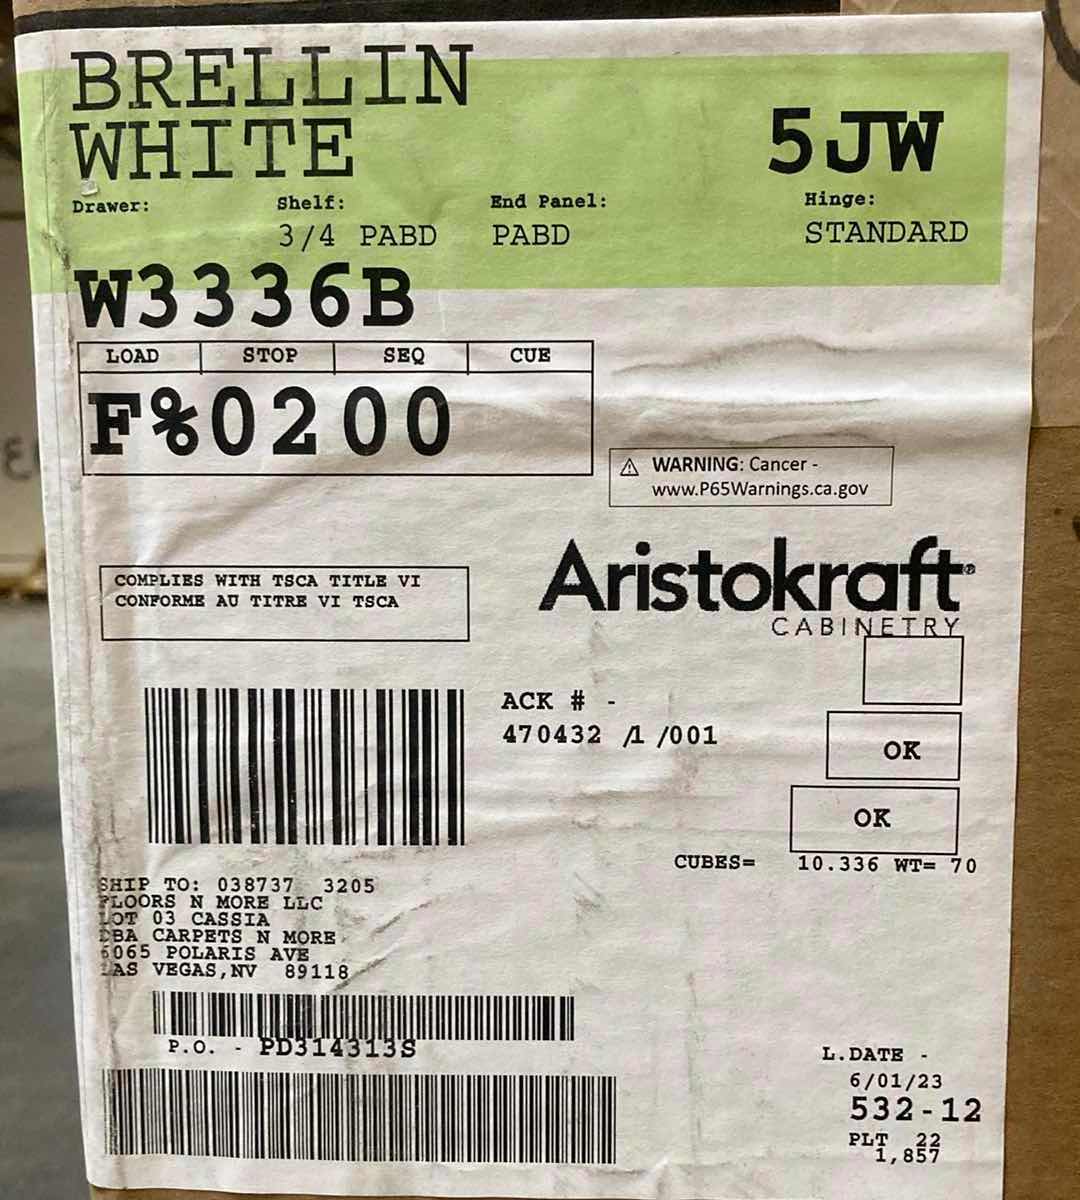 BRELLIN
WHITE
5JW
Drawer: Shelf: End Panel: Hinge:
3/4 PABD PABD STANDARD
W3336B
LOAD STOP SEQ CUE
F%0200
WARNING: Cancer -
www.P65Warnings.ca.gov
COMPLIES WITH TSCA TITLE VI
CONFORME AU TITRE VI TSCA
Aristokraft®
CABINETRY
ACK # -
470432 /1 /001
OK
OK
CUBES= 10.336 WT= 70
SHIP TO: 038737 3205
FLOORS N MORE LLC
LOT 03 CASSIA
DBA CARPETS N MORE
6065 POLARIS AVE
LAS VEGAS,NV 89118
P.O. - PD314313S
L.DATE -
6/01/23
532-12
PLT 22
1,857